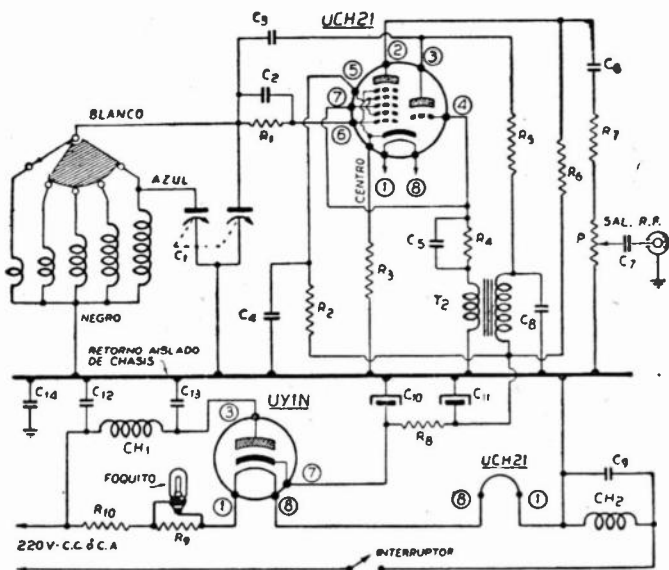 UCH21
C3
② ③
C2
⑤
⑦
④
⑥
C6
BLANCO
R1
R5
R7
R6
① ⑧
CENTRO
AZUL
SAL. R.F.
C1
C5
R4
P
C7
R3
T2
C4
R2
C8
NEGRO
RETORNO AISLADO
DE CHASIS
C14
C12
C13
UY1N
C10
C11
③
CH1
R8
UCH21
⑦
C9
FOQUITO
① ⑧
⑧ ①
CH2
R10
R9
220V-C.C. ó C.A
INTERRUPTOR